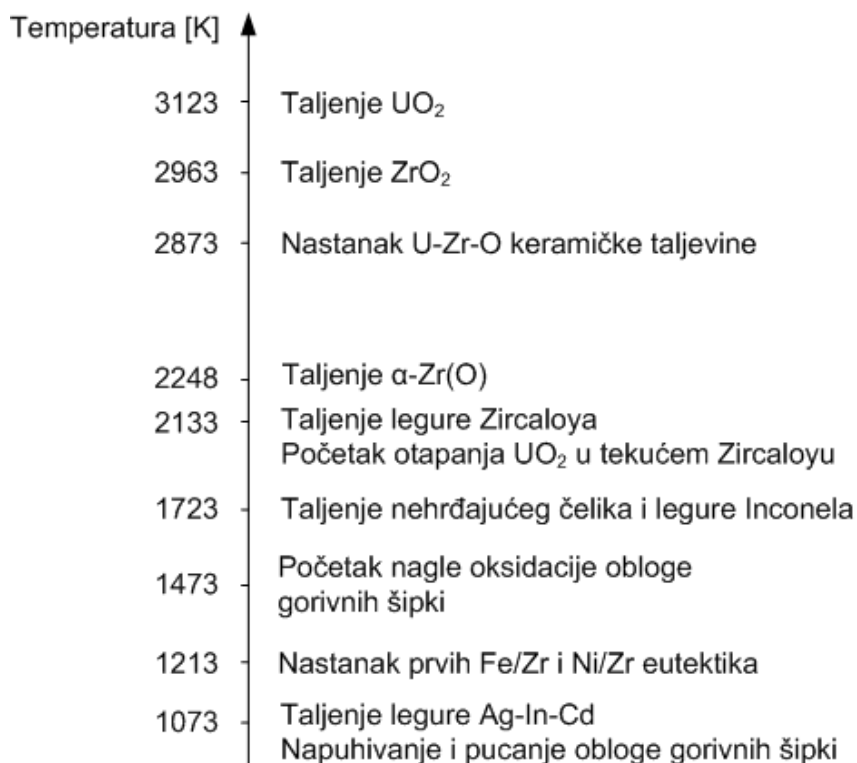 Temperatura [K]
3123 Taljenje UO₂
2963 Taljenje ZrO₂
2873 Nastanak U-Zr-O keramičke taljevine
2248 Taljenje α-Zr(O)
2133 Taljenje legure Zircaloya
Početak otapanja UO₂ u tekućem Zircaloyu
1723 Taljenje nehrđajućeg čelika i legure Inconela
1473 Početak nagle oksidacije obloge
gorivnih šipki
1213 Nastanak prvih Fe/Zr i Ni/Zr eutektika
1073 Taljenje legure Ag-In-Cd
Napuhivanje i pucanje obloge gorivnih šipki